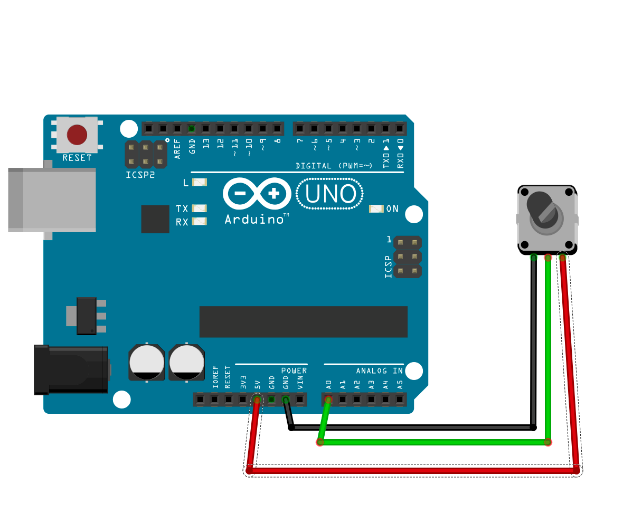 RESET
ICSP2
AREF
GND
13
12
~11
~10
~9
8
7
~6
~5
4
~3
2
TXD▶1
RXD◀0
DIGITAL (PWM=~)
L
TX
RX
UNO
ON
Arduino™
1
ICSP
POWER
ANALOG IN
IOREF
RESET
3V3
5V
GND
GND
VIN
A0
A1
A2
A3
A4
A5